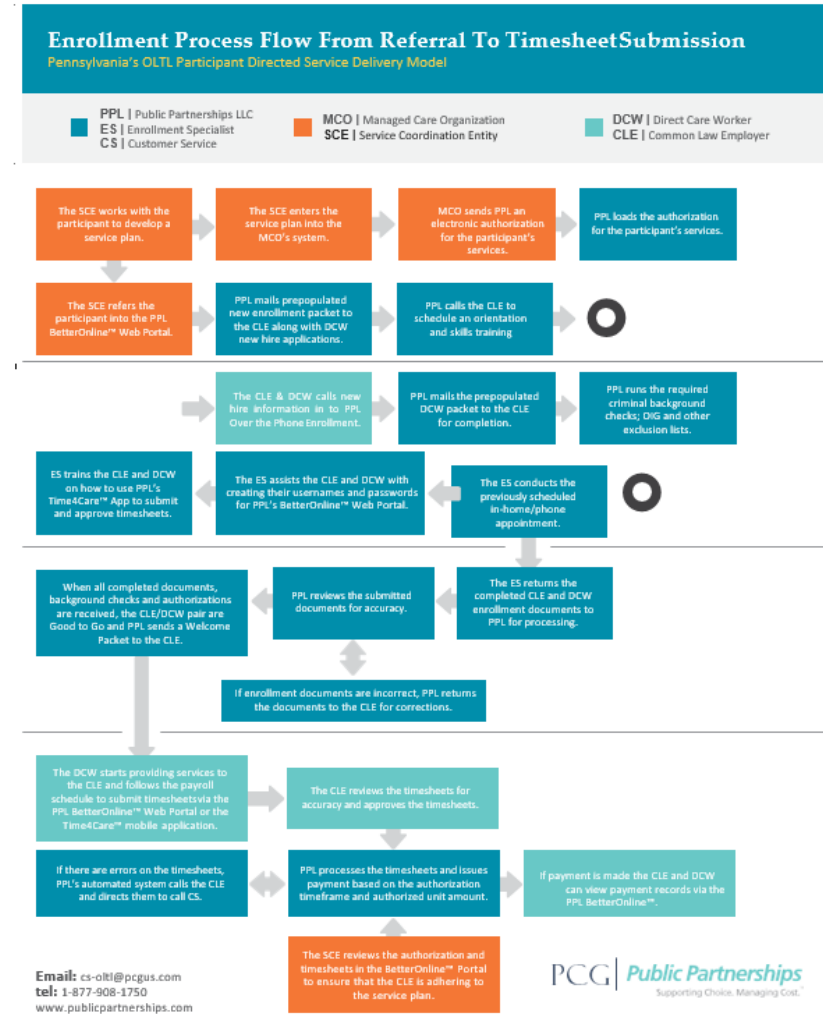 Enrollment Process Flow From Referral To TimesheetSubmission
Pennsylvania's OLTL Participant Directed Service Delivery Model
PPL | Public Partnerships LLC
ES | Enrollment Specialist
CS | Customer Service
MCO | Managed Care Organization
SCE | Service Coordination Entity
DCW | Direct Care Worker
CLE | Common Law Employer
The SCE works with the
participant to develop a
service plan.
The SCE enters the
service plan into the
MCO's system.
MCO sends PPL an
electronic authorization
for the participant's
services.
PPL loads the authorization
for the participant's services.
The SCE refers the
participant into the PPL
BetterOnline™ Web Portal.
PPL mails prepopulated
new enrollment packet to
the CLE along with DCW
new hire applications.
PPL calls the CLE to
schedule an orientation
and skills training
The CLE & DCW calls new
hire information in to PPL
Over the Phone Enrollment.
PPL mails the prepopulated
DCW packet to the CLE
for completion.
PPL runs the required
criminal background
checks; DIG and other
exclusion lists.
ES trains the CLE and DCW
on how to use PPL's
Time4Care™ App to submit
and approve timesheets.
The ES assists the CLE and DCW with
creating their usernames and passwords
for PPL's BetterOnline™ Web Portal.
The ES conducts the
previously scheduled
in-home/phone
appointment.
When all completed documents,
background checks and authorizations
are received, the CLE/DCW pair are
Good to Go and PPL sends a Welcome
Packet to the CLE.
PPL reviews the submitted
documents for accuracy.
The ES returns the
completed CLE and DCW
enrollment documents to
PPL for processing.
If enrollment documents are incorrect, PPL returns
the documents to the CLE for corrections.
The DCW starts providing services to
the CLE and follows the payroll
schedule to submit timesheetsvia the
PPL BetterOnline™ Web Portal or the
Time4Care™ mobile application.
The CLE reviews the timesheets for
accuracy and approves the timesheets.
If there are errors on the timesheets,
PPL's automated system calls the CLE
and directs them to call CS.
PPL processes the timesheets and issues
payment based on the authorization
timeframe and authorized unit amount.
If payment is made the CLE and DCW
can view payment records via the
PPL BetterOnline™.
The SCE reviews the authorization and
timesheets in the BetterOnline™ Portal
to ensure that the CLE is adhering to
the service plan.
Email: cs-oltl@pcgus.com
tel: 1-877-908-1750
www.publicpartnerships.com
PCG | Public Partnerships
Supporting Choice. Managing Cost.™